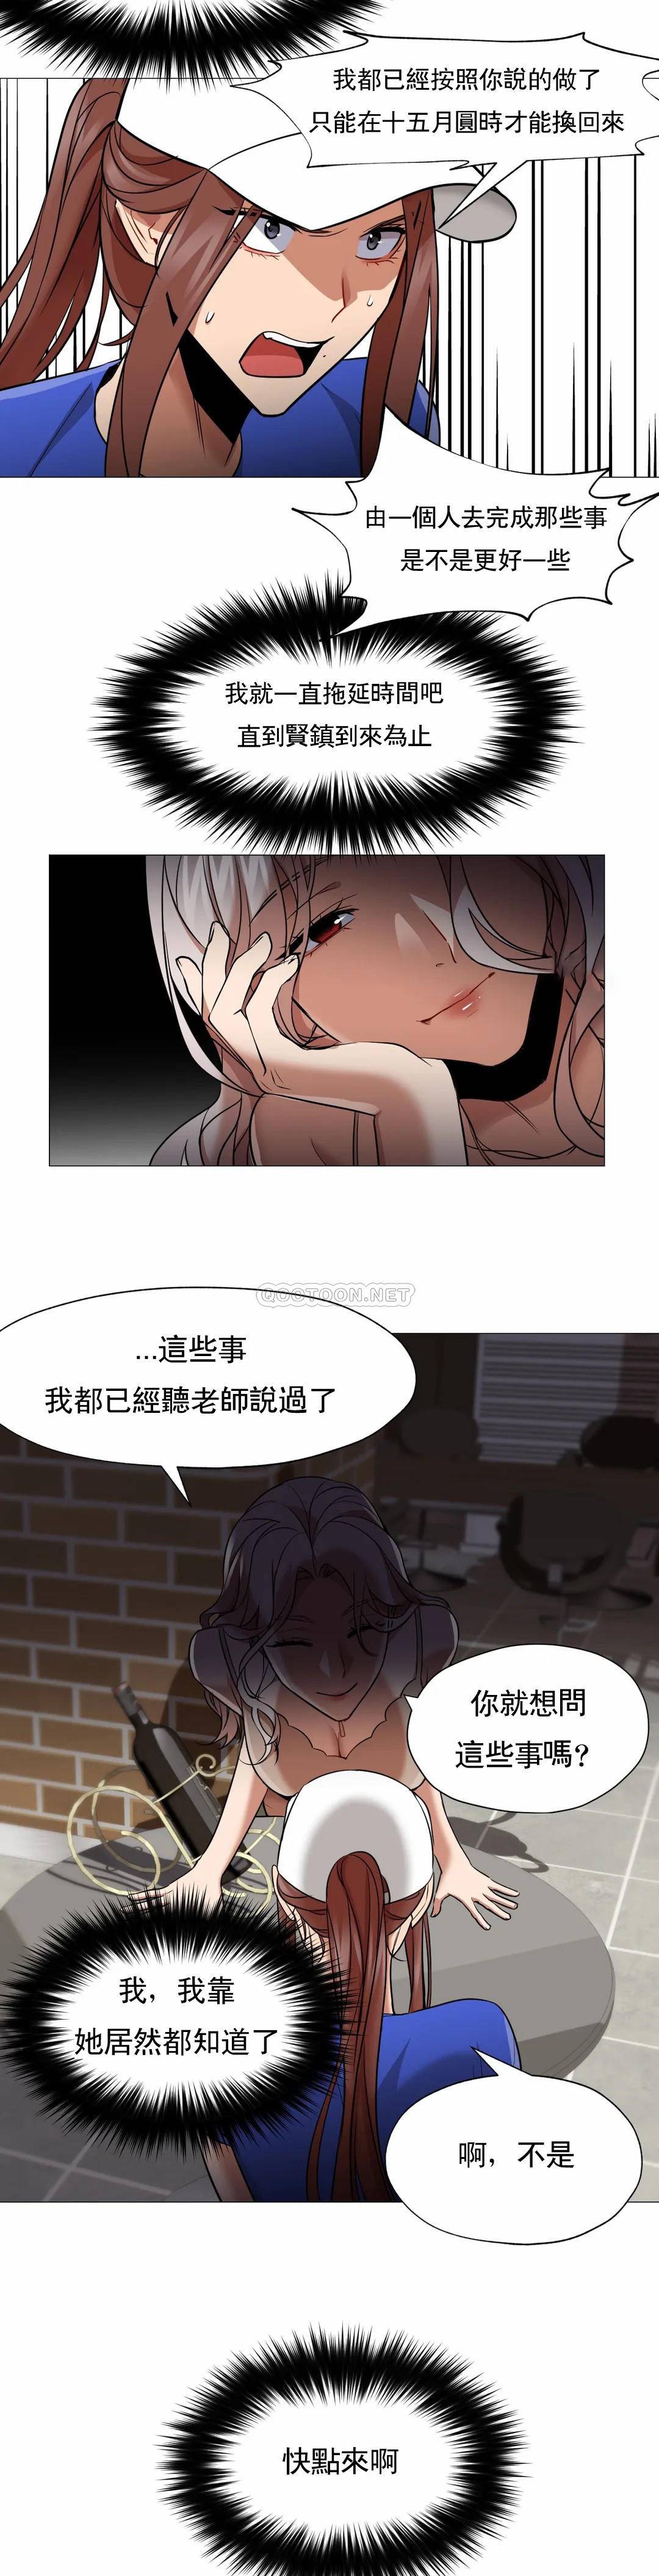 我都已經按照你說的做了
只能在十五月圓時才能換回來
由一個人去完成那些事
是不是更好一些
我就一直拖延時間吧
直到賢鎮到來為止
QOOTOON.NET
...這些事
我都已經聽老師說過了
你就想問
這些事嗎?
我，我靠
她居然都知道了
啊，不是
快點來啊